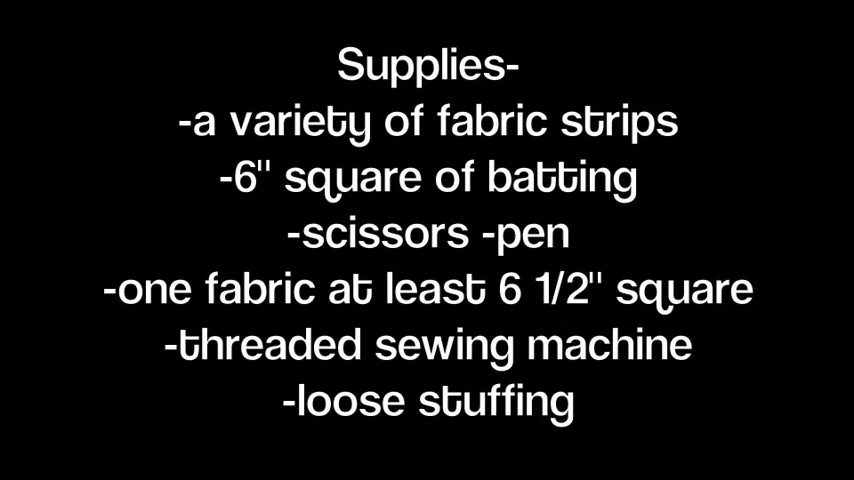 Supplies-
-a variety of fabric strips
-6" square of batting
-scissors -pen
-one fabric at least 6 1/2" square
-threaded sewing machine
-loose stuffing